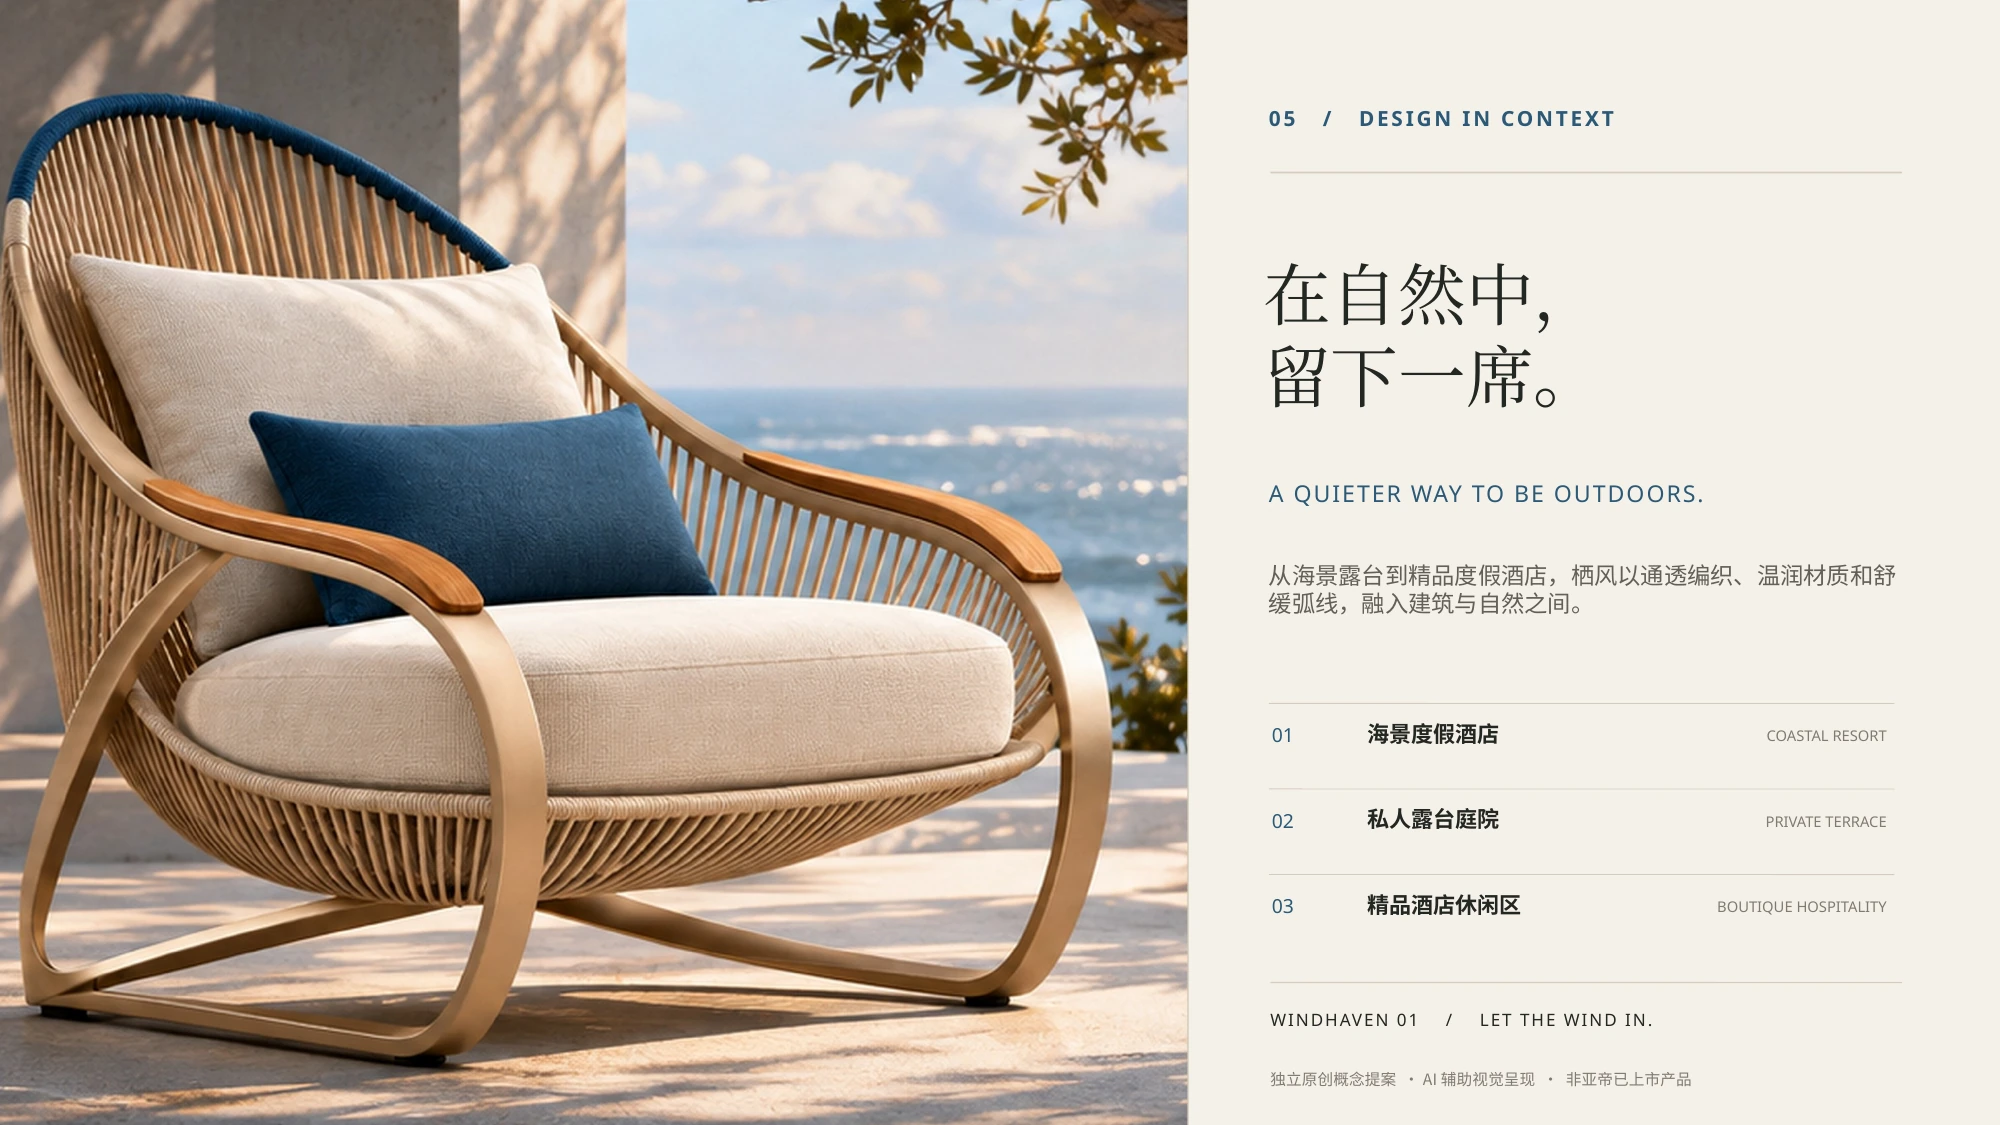 05 / DESIGN IN CONTEXT
在自然中，
留下一席。
A QUIETER WAY TO BE OUTDOORS.
从海景露台到精品度假酒店，栖风以通透编织、温润材质和舒
缓弧线，融入建筑与自然之间。
01 海景度假酒店 COASTAL RESORT
02 私人露台庭院 PRIVATE TERRACE
03 精品酒店休闲区 BOUTIQUE HOSPITALITY
WINDHAVEN 01 / LET THE WIND IN.
独立原创概念提案 · AI 辅助视觉呈现 · 非亚帝已上市产品